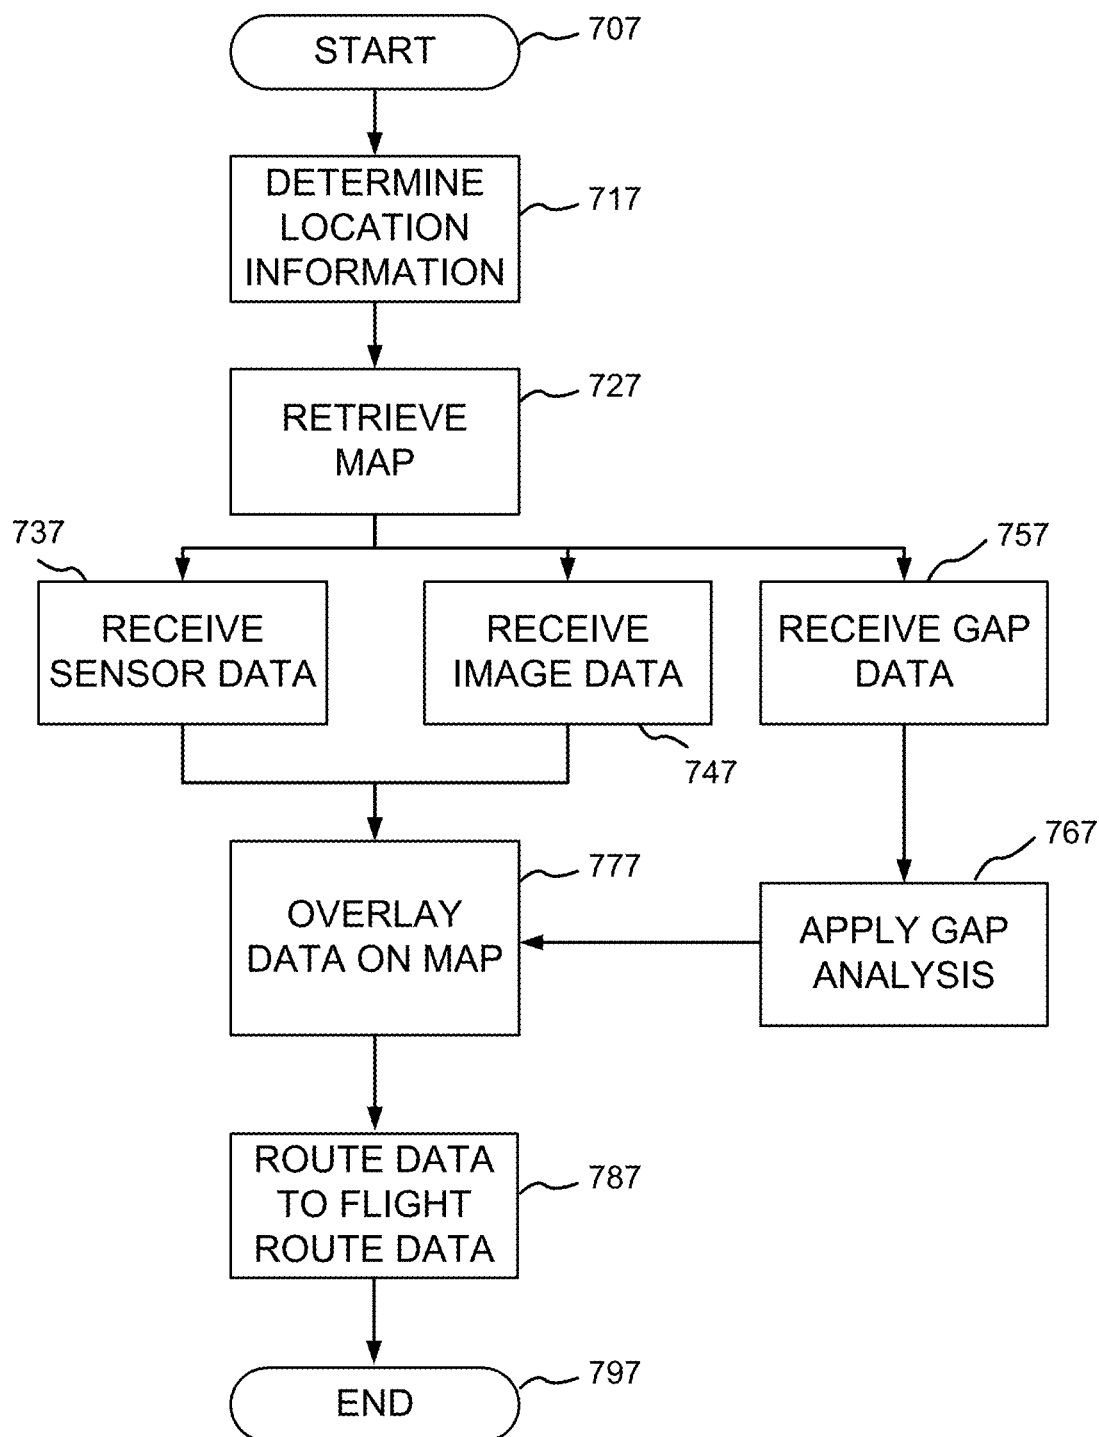 START
707
DETERMINE
LOCATION
INFORMATION
717
RETRIEVE
MAP
727
737
RECEIVE
SENSOR DATA
RECEIVE
IMAGE DATA
747
757
RECEIVE GAP
DATA
767
APPLY GAP
ANALYSIS
777
OVERLAY
DATA ON MAP
ROUTE DATA
TO FLIGHT
ROUTE DATA
787
END
797